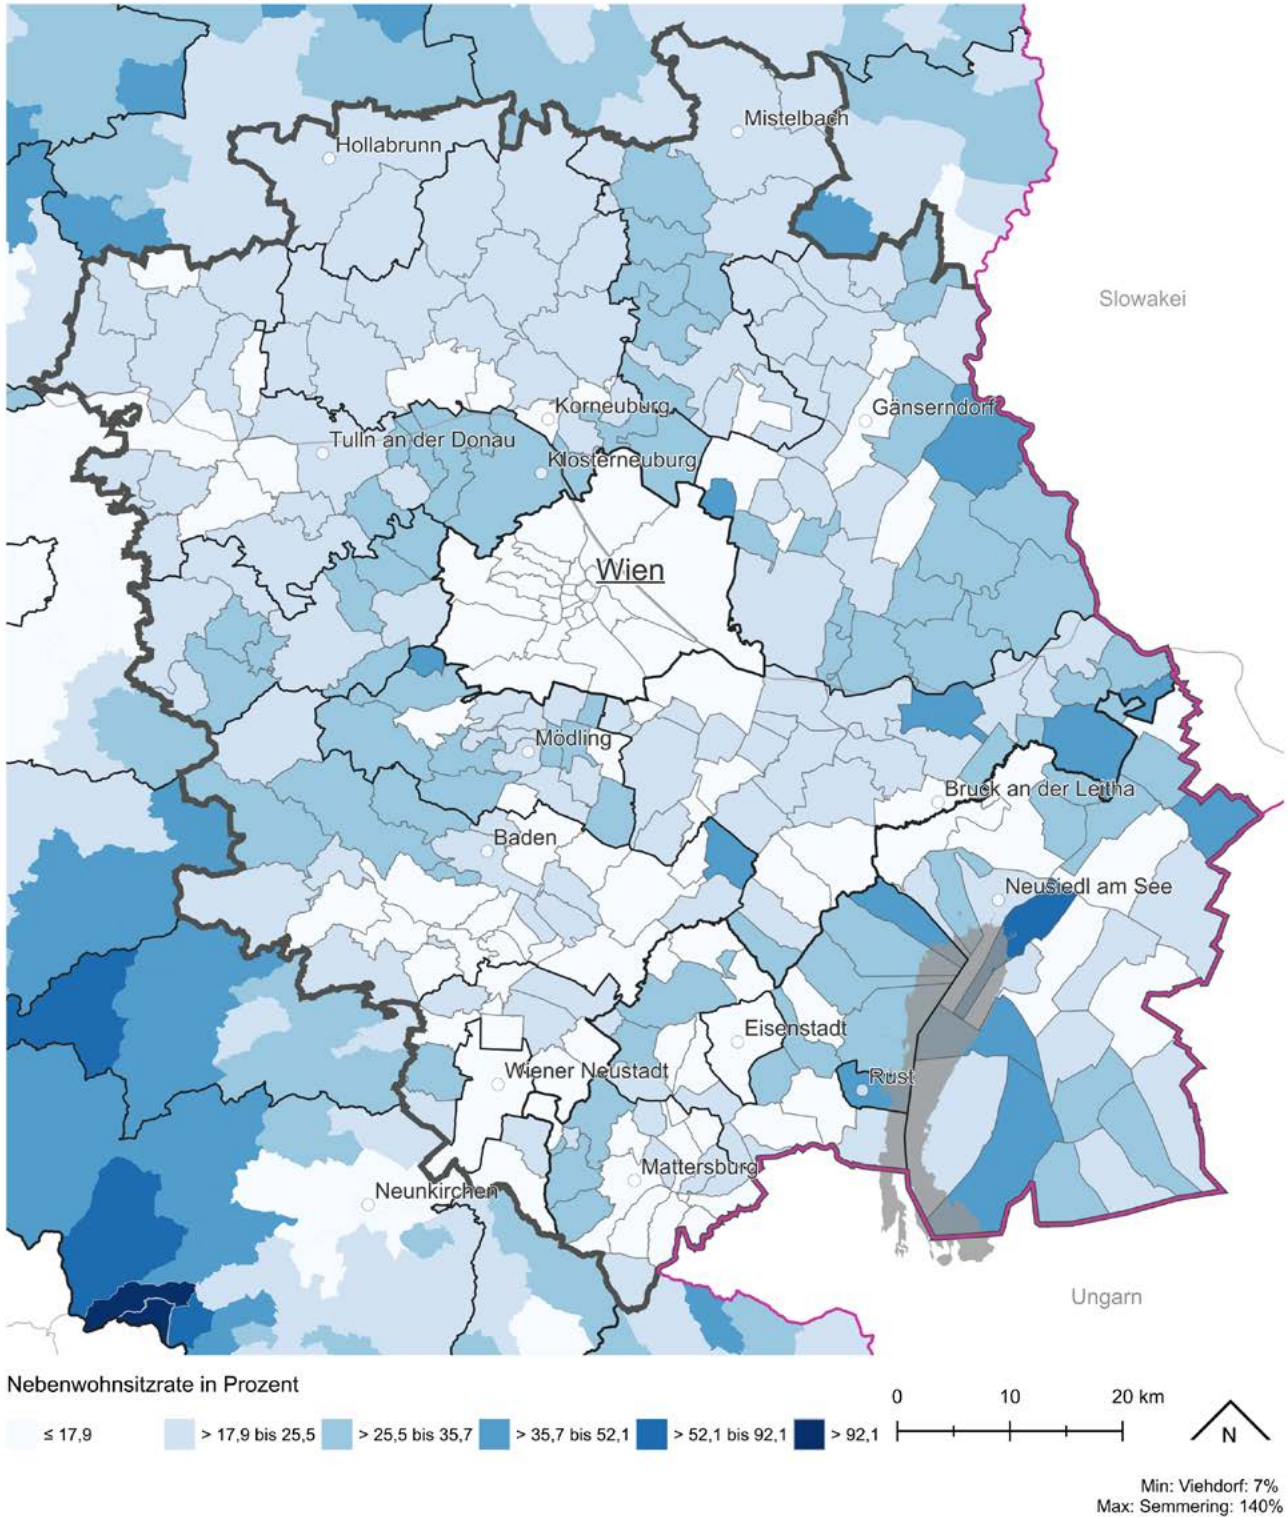 Mistelbach
Hollabrunn
Slowakei
Korneuburg
Gänserndorf
Tulln an der Donau
Klosterneuburg
Wien
Mödling
Bruck an der Leitha
Baden
Neusiedl am See
Eisenstadt
Wiener Neustadt
Rust
Mattersburg
Neunkirchen
Ungarn
Nebenwohnsitzrate in Prozent
≤ 17,9
> 17,9 bis 25,5
> 25,5 bis 35,7
> 35,7 bis 52,1
> 52,1 bis 92,1
> 92,1
0 10 20 km
N
Min: Viehdorf: 7%
Max: Semmering: 140%